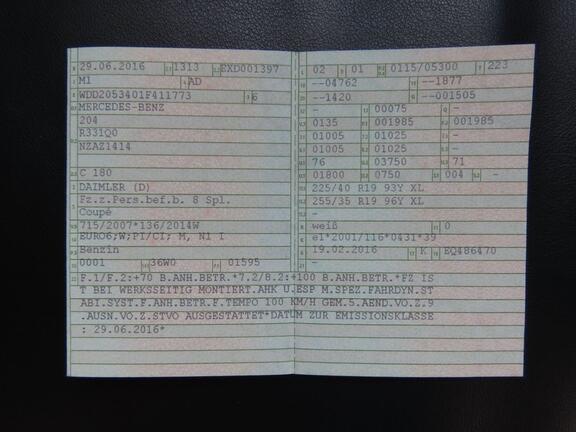 29.06.2016 1313 EXD001397
M1 AD
WDD2053401F411773 6
MERCEDES-BENZ
204
R331Q0
NZAZ1414
C 180
DAIMLER (D)
Fz.z.Pers.bef.b. 8 Spl.
Coupé
715/2007*136/2014W
EURO6;W;PI/CI; M, N1 I
Benzin
0001 36W0 01595
02 01 0115/05300 223
--04762 --1877
--1420 -001505
- 00075 -
0135 001985 001985
01005 01025 -
01005 01025 -
76 03750 71
01800 0750 004 -
225/40 R19 93Y XL
255/35 R19 96Y XL
-
weiß 0
e1*2001/116*0431*39
19.02.2016 K EQ486470
-
F.1/F.2:+70 B.ANH.BETR.*7.2/8.2:+100 B.ANH.BETR.*FZ IS
T BEI WERKSSEITIG MONTIERT.AHK U.ESP M.SPEZ.FAHRDYN.ST
ABI.SYST.F.ANH.BETR.F.TEMPO 100 KM/H GEM.5.AEND.VO.Z.9
.AUSN.VO.Z.STVO AUSGESTATTET*DATUM ZUR EMISSIONSKLASSE
: 29.06.2016*